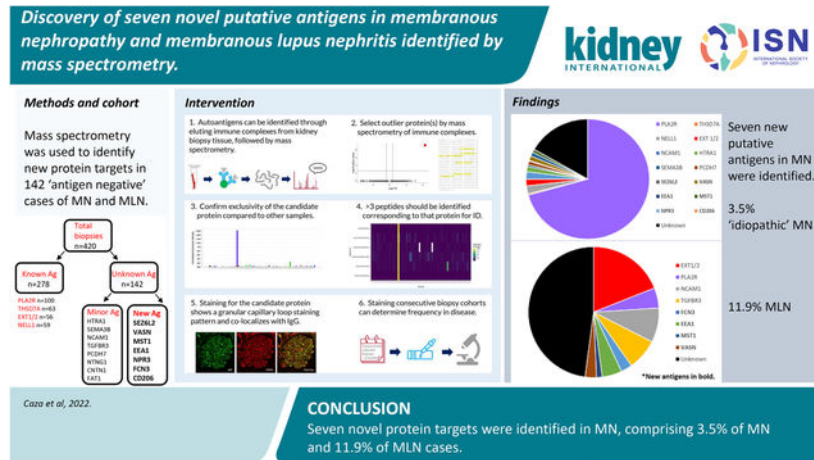 Discovery of seven novel putative antigens in membranous
nephropathy and membranous lupus nephritis identified by
mass spectrometry.
kidney
INTERNATIONAL
ISN
INTERNATIONAL SOCIETY
OF NEPHROLOGY
Methods and cohort
Mass spectrometry
was used to identify
new protein targets in
142 'antigen negative'
cases of MN and MLN.
Total
biopsies
n=420
Known Ag
n=278
Unknown Ag
n=142
PLA2R n=100
THSD7A n=63
EXT1/2 n=56
NELL1 n=59
Minor Ag
HTRA1
SEMA3B
NCAM1
TGFBR3
PCDH7
NTNG1
CNTN1
FAT1
New Ag
SEZ6L2
VASN
MST1
EEA1
NPR3
FCN3
CD206
Intervention
1. Autoantigens can be identified through
eluting immune complexes from kidney
biopsy tissue, followed by mass
spectrometry.
2. Select outlier protein(s) by mass
spectrometry of immune complexes.
3. Confirm exclusivity of the candidate
protein compared to other samples.
4. >3 peptides should be identified
corresponding to that protein for ID.
5. Staining for the candidate protein
shows a granular capillary loop staining
pattern and co-localizes with IgG.
6. Staining consecutive biopsy cohorts
can determine frequency in disease.
Findings
PLA2R
THSD7A
NELL1
EXT 1/2
NCAM1
HTRA1
SEMA3B
PCDH7
SEZ6L2
VASN
EEA1
MST1
NPR3
CD206
Unknown
EXT1/2
PLA2R
NCAM1
TGFBR3
FCN3
EEA1
MST1
VASN
Unknown
*New antigens in bold.
Seven new
putative
antigens in MN
were identified.
3.5%
'idiopathic' MN
11.9% MLN
Caza et al, 2022.
CONCLUSION
Seven novel protein targets were identified in MN, comprising 3.5% of MN
and 11.9% of MLN cases.